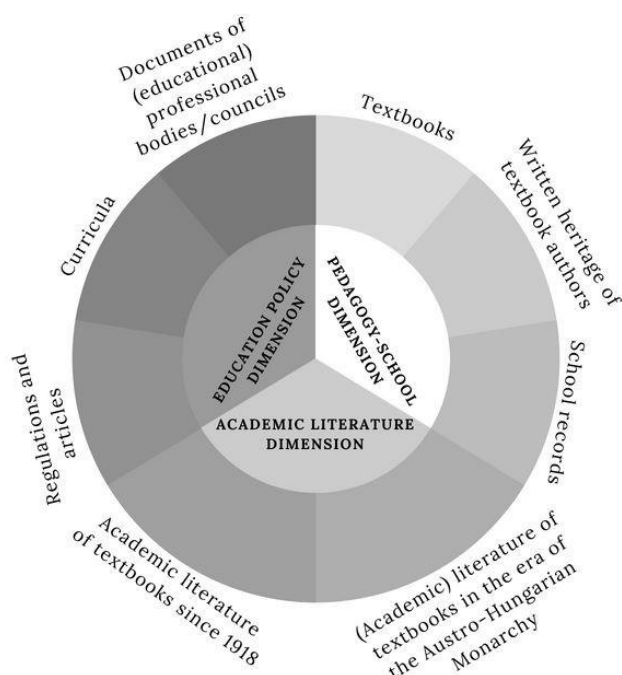 Documents of
(educational)
professional
bodies/councils
Textbooks
Written heritage of
textbook authors
School records
(Academic) literature of
textbooks in the era of
the Austro-Hungarian
Monarchy
Academic literature
of textbooks since 1918
Regulations and
articles
Curricula
EDUCATION POLICY
DIMENSION
PEDAGOGY-SCHOOL
DIMENSION
ACADEMIC LITERATURE
DIMENSION